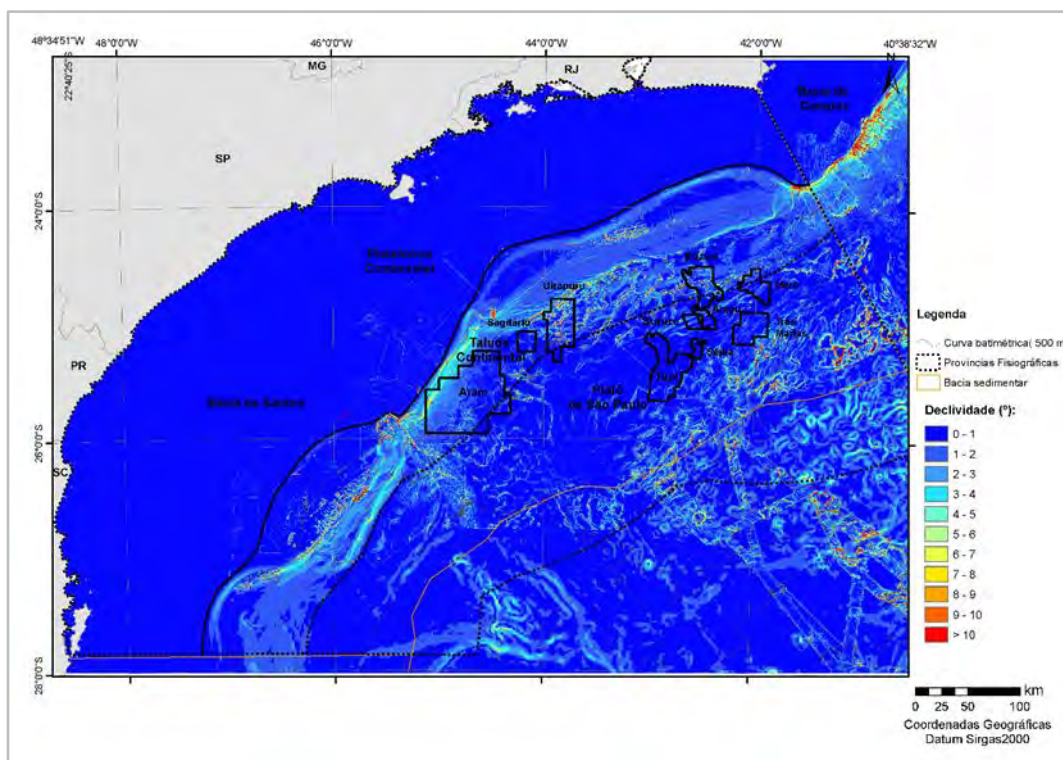 48°34'51"W
48°0'0"W
46°0'0"W
44°0'0"W
42°0'0"W
40°38'32"W
22°40'25"S
MG
RJ
N
Bacia de
Campos
SP
24°0'0"S
Plataforma
Continental
Uirapuru
Sagitário
Talude
Continental
Aram
Três
Marias
Platô
de São Paulo
PR
Bacia de Santos
26°0'0"S
SC
28°0'0"S
Legenda
Curva batimétrica( 500 m
Províncias Fisiográficas
Bacia sedimentar
Declividade (º):
0 - 1
1 - 2
2 - 3
3 - 4
4 - 5
5 - 6
6 - 7
7 - 8
8 - 9
9 - 10
> 10
km
0 25 50 100
Coordenadas Geográficas
Datum Sirgas2000